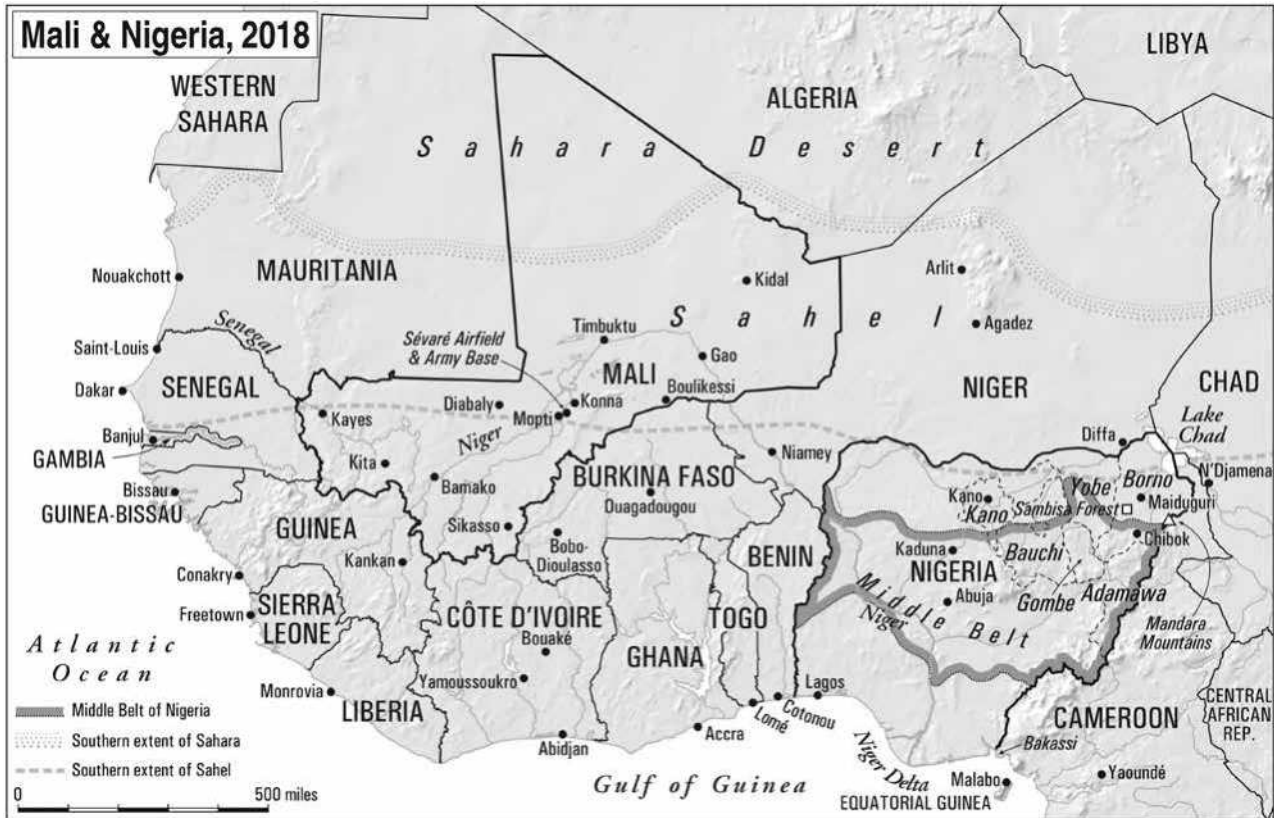 Mali & Nigeria, 2018
LIBYA
WESTERN
SAHARA
ALGERIA
Sahara Desert
MAURITANIA
Nouakchott
Kidal
Arlit
Sahel
Agadez
Senegal
Timbuktu
Sévaré Airfield
& Army Base
Saint-Louis
Gao
MALI
SENEGAL
Dakar
Boulikessi
NIGER
CHAD
Kayes
Diabaly
Konna
Mopti
Lake
Chad
Banjul
GAMBIA
Niger
Diffa
Kita
Niamey
N'Djamena
BURKINA FASO
Bamako
Bissau
GUINEA-BISSAU
Ouagadougou
Kano
Kano
Yobe
Borno
Sambisa Forest
Maiduguri
GUINEA
Sikasso
Bobo-
Dioulasso
BENIN
Chibok
Kankan
Kaduna
Bauchi
NIGERIA
Conakry
Abuja
Gombe
Adamawa
SIERRA
LEONE
Freetown
CÔTE D'IVOIRE
TOGO
Middle Belt
Niger
Bouaké
Mandara
Mountains
GHANA
Atlantic
Ocean
Yamoussoukro
Monrovia
LIBERIA
Lagos
Cotonou
Lomé
CENTRAL
AFRICAN
REP.
CAMEROON
Middle Belt of Nigeria
Southern extent of Sahara
Southern extent of Sahel
Abidjan
Accra
Bakassi
Niger Delta
Gulf of Guinea
Malabo
Yaoundé
EQUATORIAL GUINEA
0 500 miles